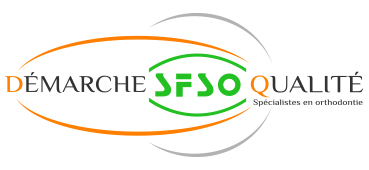 DÉMARCHE SFSO QUALITÉ
Spécialistes en orthodontie